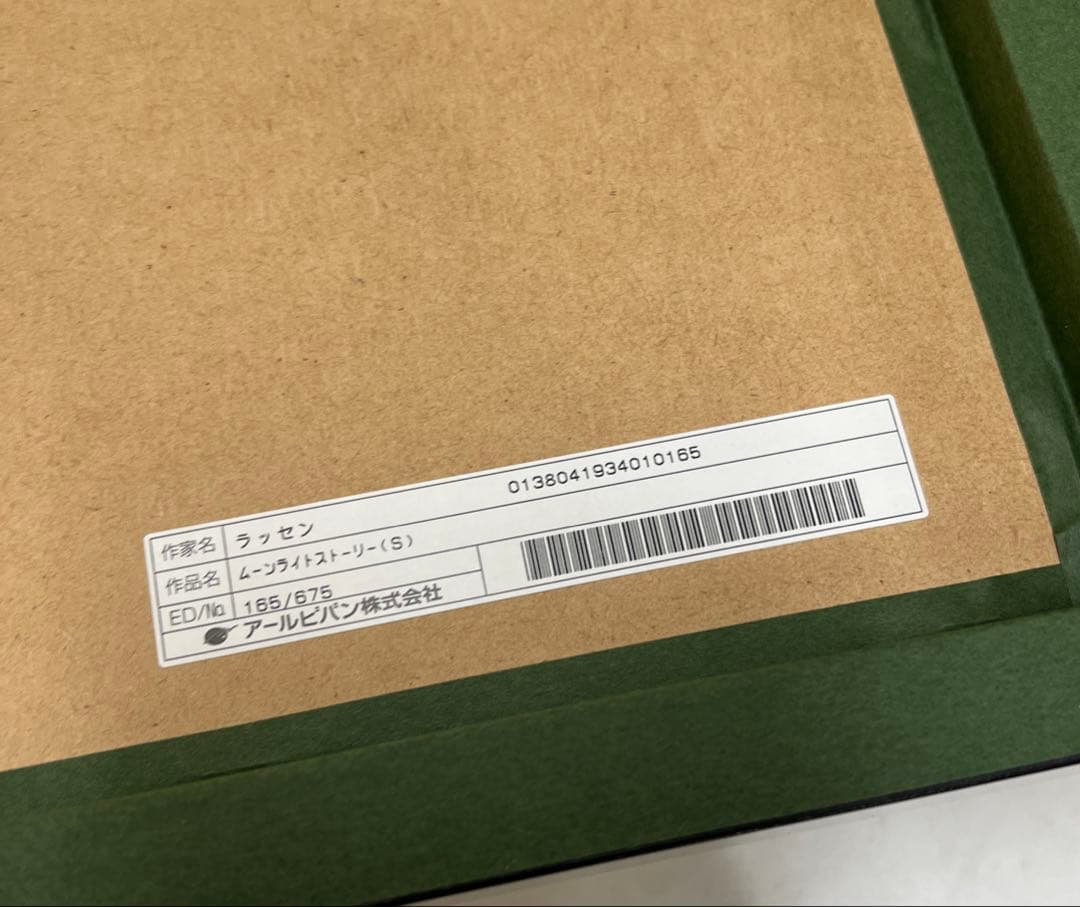 作家名 ラッセン 0138041934010165
作品名 ムーンライトストーリー(S)
ED/No. 165/675
アールビバン株式会社